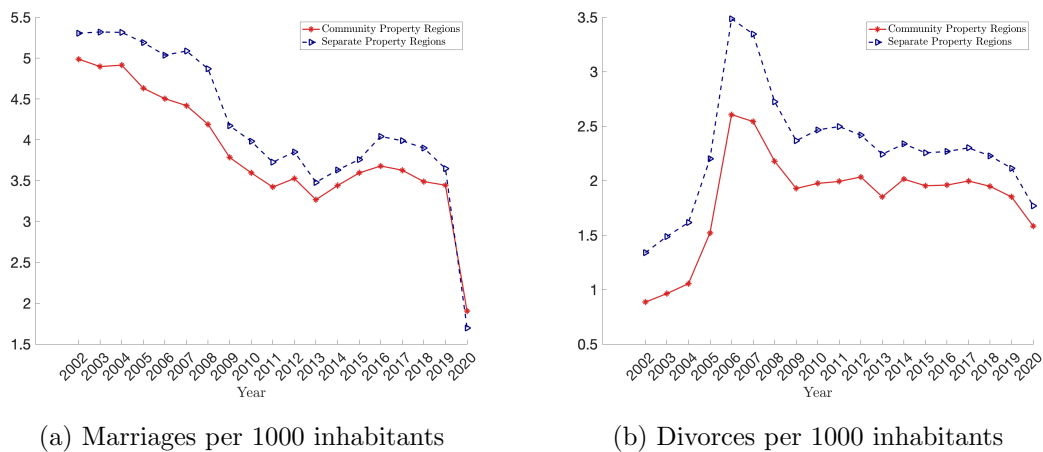 5.5
5
4.5
4
3.5
3
2.5
2
1.5
Community Property Regions
Separate Property Regions
2002 2003 2004 2005 2006 2007 2008 2009 2010 2011 2012 2013 2014 2015 2016 2017 2018 2019 2020
Year
(a) Marriages per 1000 inhabitants
3.5
3
2.5
2
1.5
1
0.5
Community Property Regions
Separate Property Regions
2002 2003 2004 2005 2006 2007 2008 2009 2010 2011 2012 2013 2014 2015 2016 2017 2018 2019 2020
Year
(b) Divorces per 1000 inhabitants